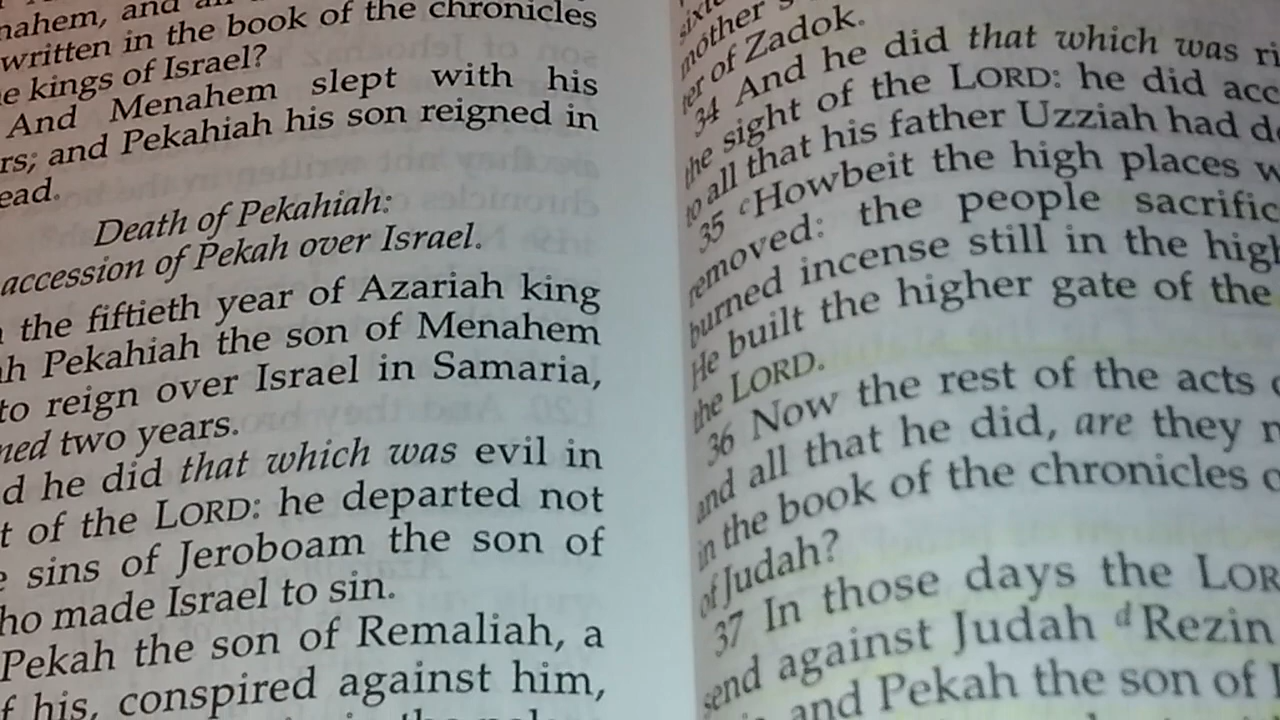 nahem, and
written in the book of the chronicles
e kings of Israel?
And Menahem slept with his
rs; and Pekahiah his son reigned in
ead.
Death of Pekahiah:
accession of Pekah over Israel.
the fiftieth year of Azariah king
ah Pekahiah the son of Menahem
to reign over Israel in Samaria,
ned two years.
d he did that which was evil in
t of the LORD: he departed not
e sins of Jeroboam the son of
ho made Israel to sin.
Pekah the son of Remaliah, a
f his, conspired against him,
mother
ter of Zadok.
34 And he did that which was ri
the sight of the LORD: he did acc
to all that his father Uzziah had d
35 cHowbeit the high places w
removed: the people sacrific
burned incense still in the high
He built the higher gate of the
the LORD.
36 Now the rest of the acts
and all that he did, are they n
in the book of the chronicles o
of Judah?
37 In those days the LOR
send against Judah d Rezin
and Pekah the son of